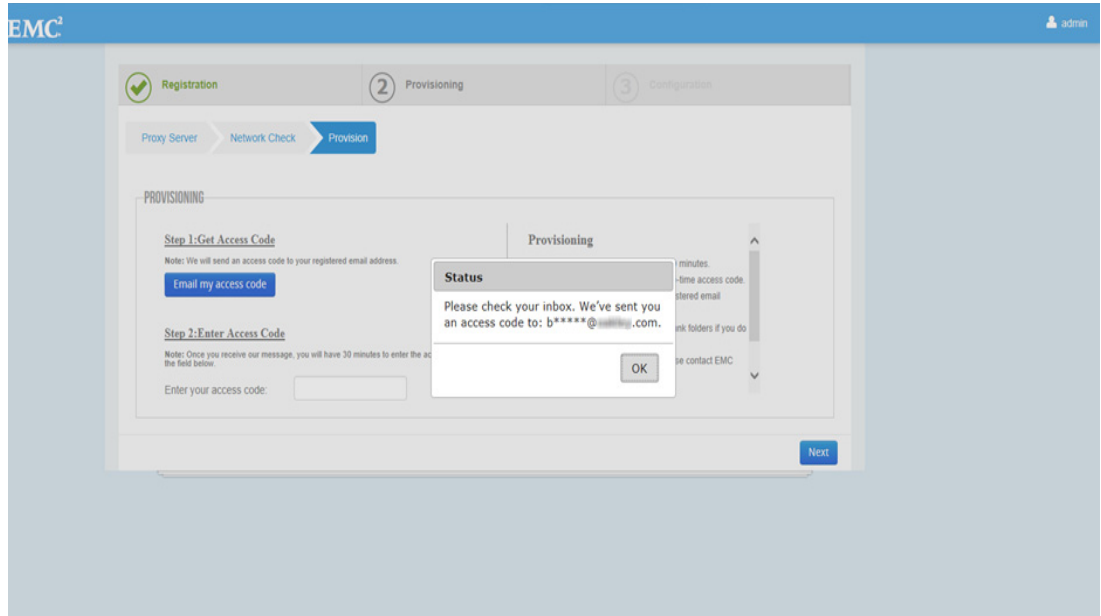 EMC²
admin
Registration
2 Provisioning
3 Configuration
Proxy Server
Network Check
Provision
PROVISIONING
Step 1:Get Access Code
Note: We will send an access code to your registered email address.
Email my access code
Step 2:Enter Access Code
Note: Once you receive our message, you will have 30 minutes to enter the ac
the field below.
Enter your access code:
Provisioning
minutes.
-time access code.
stered email
nk folders if you do
se contact EMC
Status
Please check your inbox. We've sent you
an access code to: b*****@ .com.
OK
Next